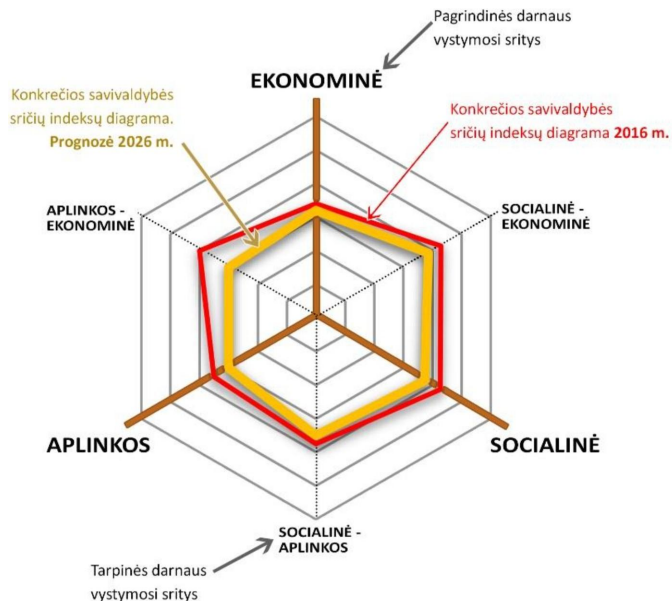 Pagrindinės darnaus
vystymosi sritys
EKONOMINĖ
Konkrečios savivaldybės
sričių indeksų diagrama.
Prognozė 2026 m.
Konkrečios savivaldybės
sričių indeksų diagrama 2016 m.
APLINKOS -
EKONOMINĖ
SOCIALINĖ -
EKONOMINĖ
APLINKOS
SOCIALINĖ
SOCIALINĖ -
APLINKOS
Tarpinės darnaus
vystymosi sritys